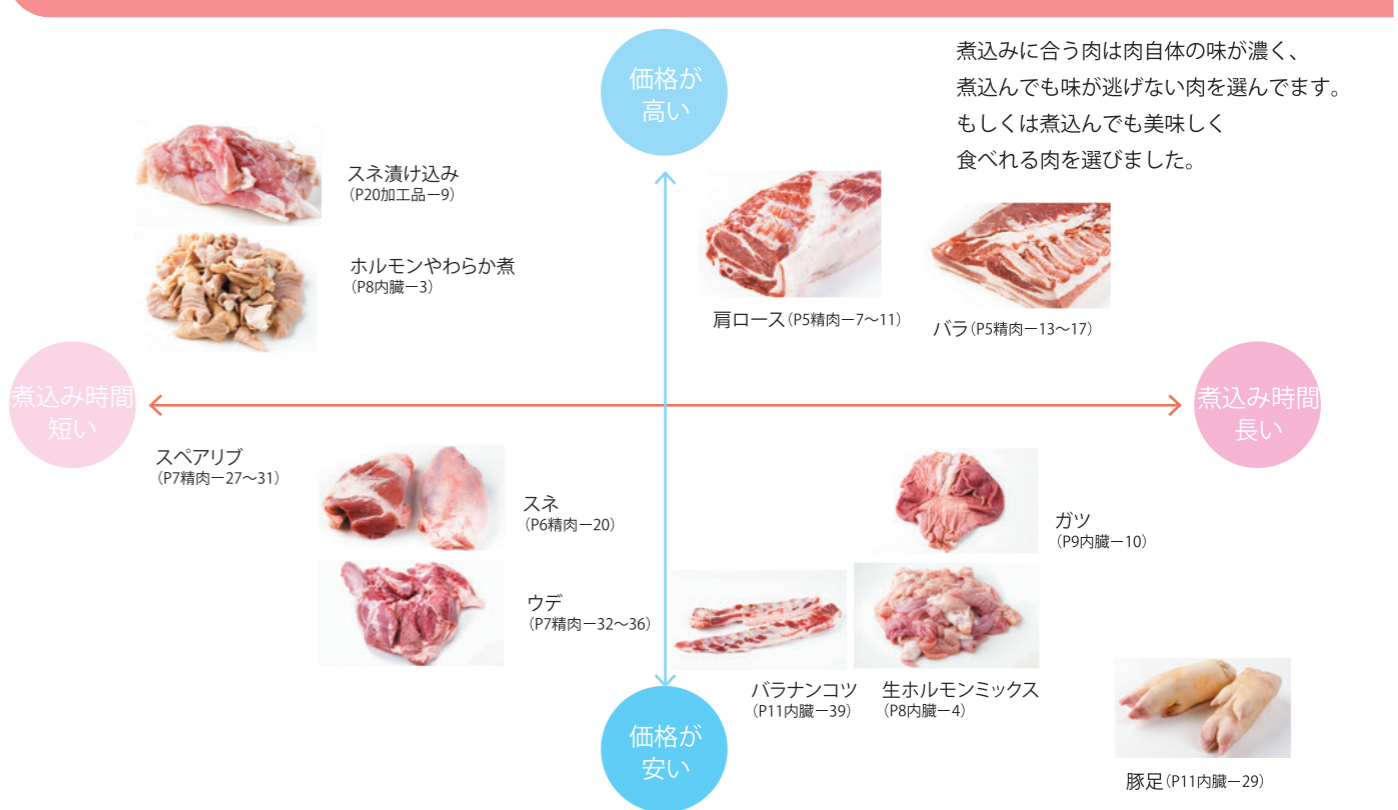 価格が
高い
煮込みに合う肉は肉自体の味が濃く、
煮込んでも味が逃げない肉を選んでます。
もしくは煮込んでも美味しく
食べれる肉を選びました。
スネ漬け込み
(P20加工品ー9)
ホルモンやわらか煮
(P8内臓ー3)
肩ロース(P5精肉ー7〜11)
バラ(P5精肉ー13〜17)
煮込み時間
短い
煮込み時間
長い
スペアリブ
(P7精肉ー27〜31)
スネ
(P6精肉ー20)
ガツ
(P9内臓ー10)
ウデ
(P7精肉ー32〜36)
バラナンコツ
(P11内臓ー39)
生ホルモンミックス
(P8内臓ー4)
価格が
安い
豚足(P11内臓ー29)